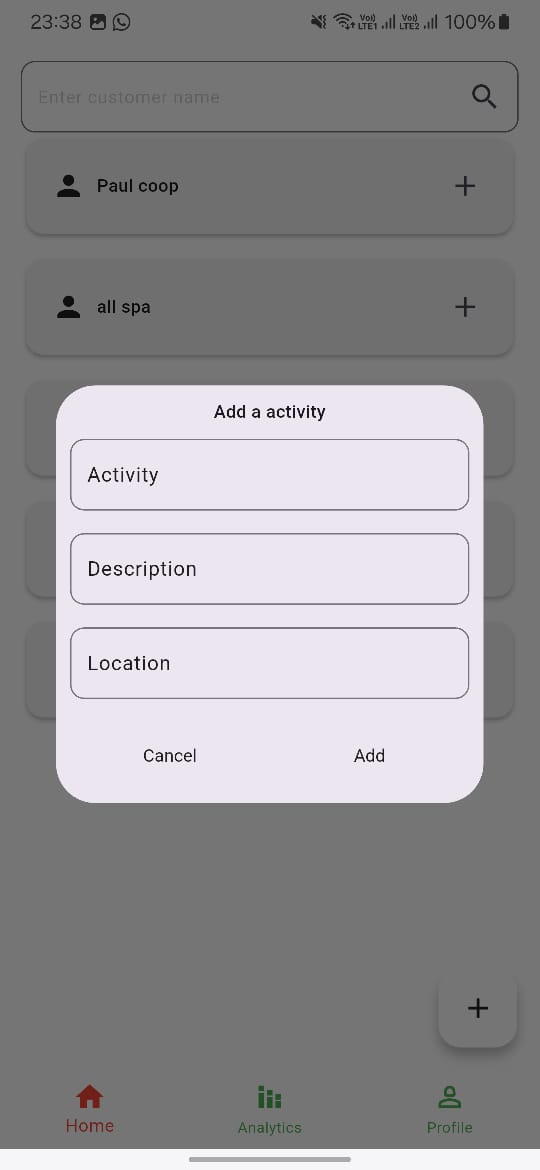 23:38 Vo)) LTE1 Vo)) LTE2 100%
Enter customer name
Paul coop
all spa
Add a activity
Activity
Description
Location
Cancel Add
Home Analytics Profile